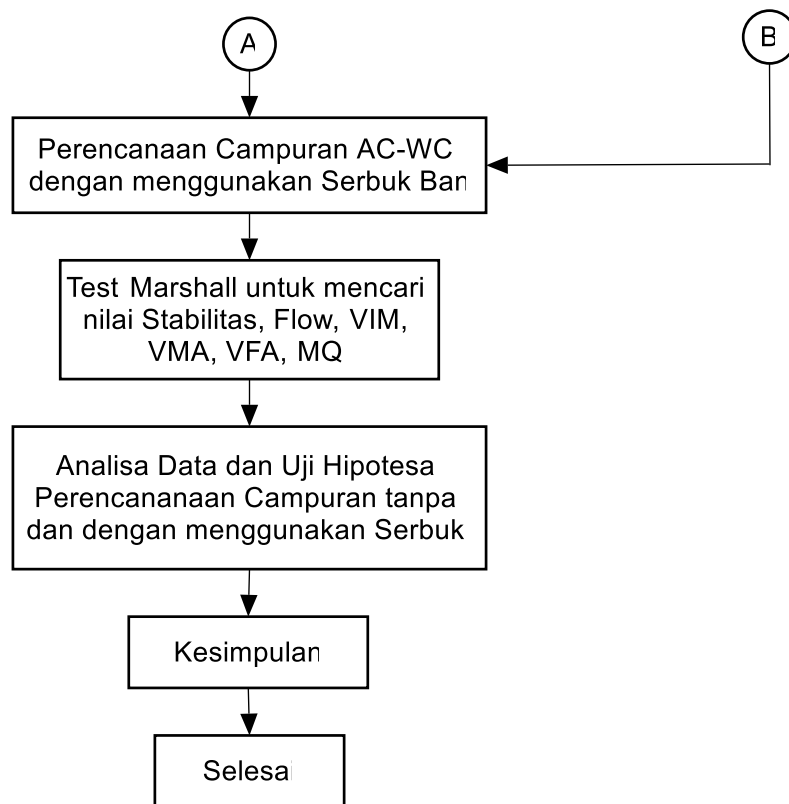 A
B
Perencanaan Campuran AC-WC
dengan menggunakan Serbuk Ban
Test Marshall untuk mencari
nilai Stabilitas, Flow, VIM,
VMA, VFA, MQ
Analisa Data dan Uji Hipotesa
Perencananaan Campuran tanpa
dan dengan menggunakan Serbuk
Kesimpulan
Selesai